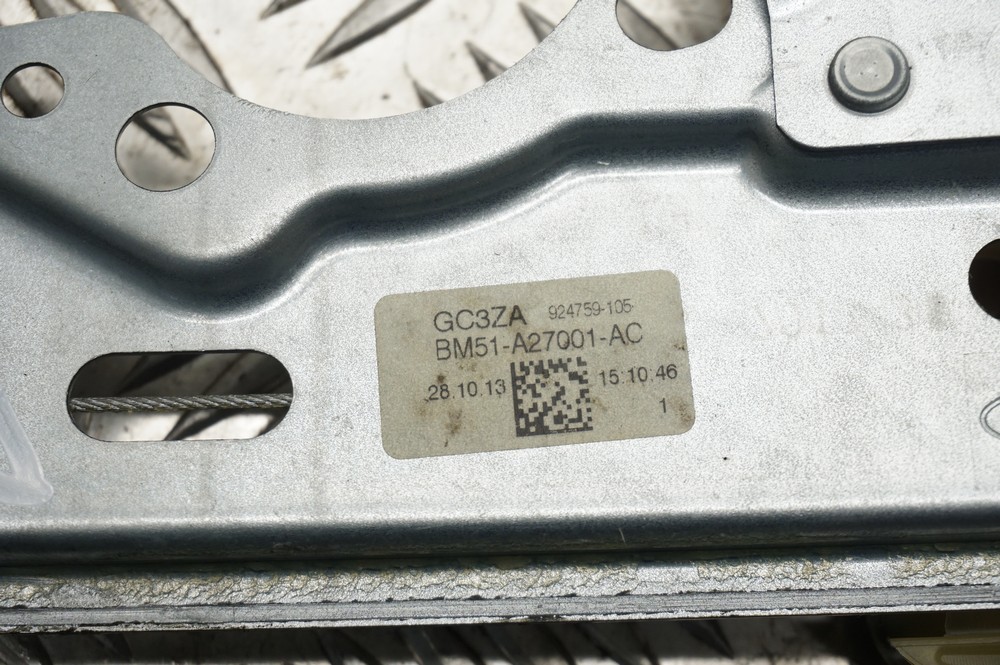 GC3ZA 924759-105
BM51-A27001-AC
28.10.13 15:10:46
1